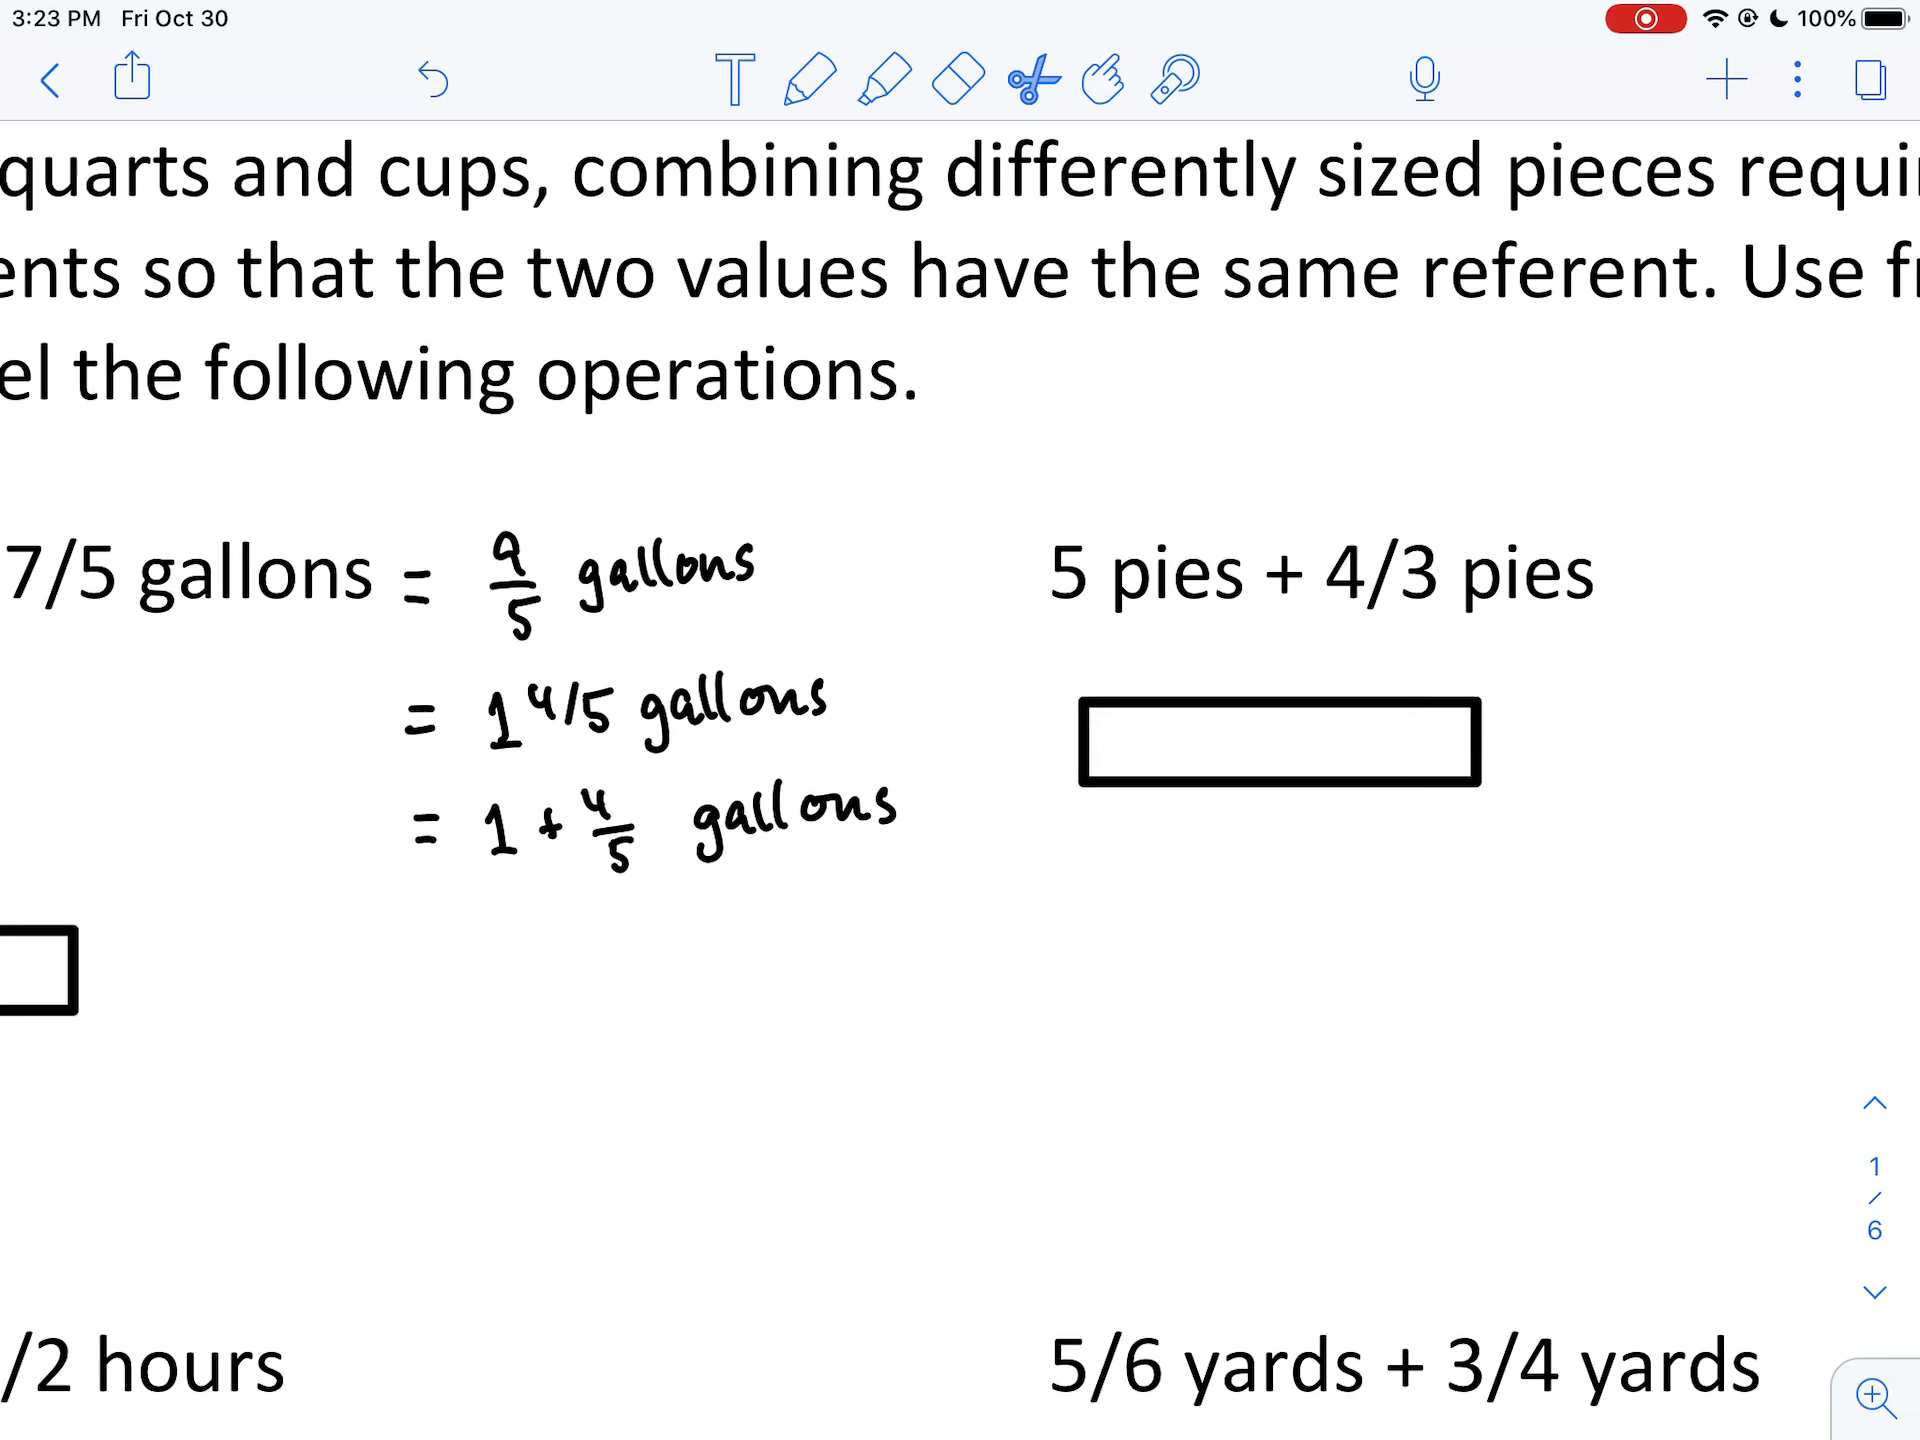 3:23 PM Fri Oct 30 100%
T
quarts and cups, combining differently sized pieces requi
ents so that the two values have the same referent. Use f
el the following operations.
7/5 gallons = 9/5 gallons
= 1 4/5 gallons
= 1 + 4/5 gallons
5 pies + 4/3 pies
1
/
6
/2 hours
5/6 yards + 3/4 yards